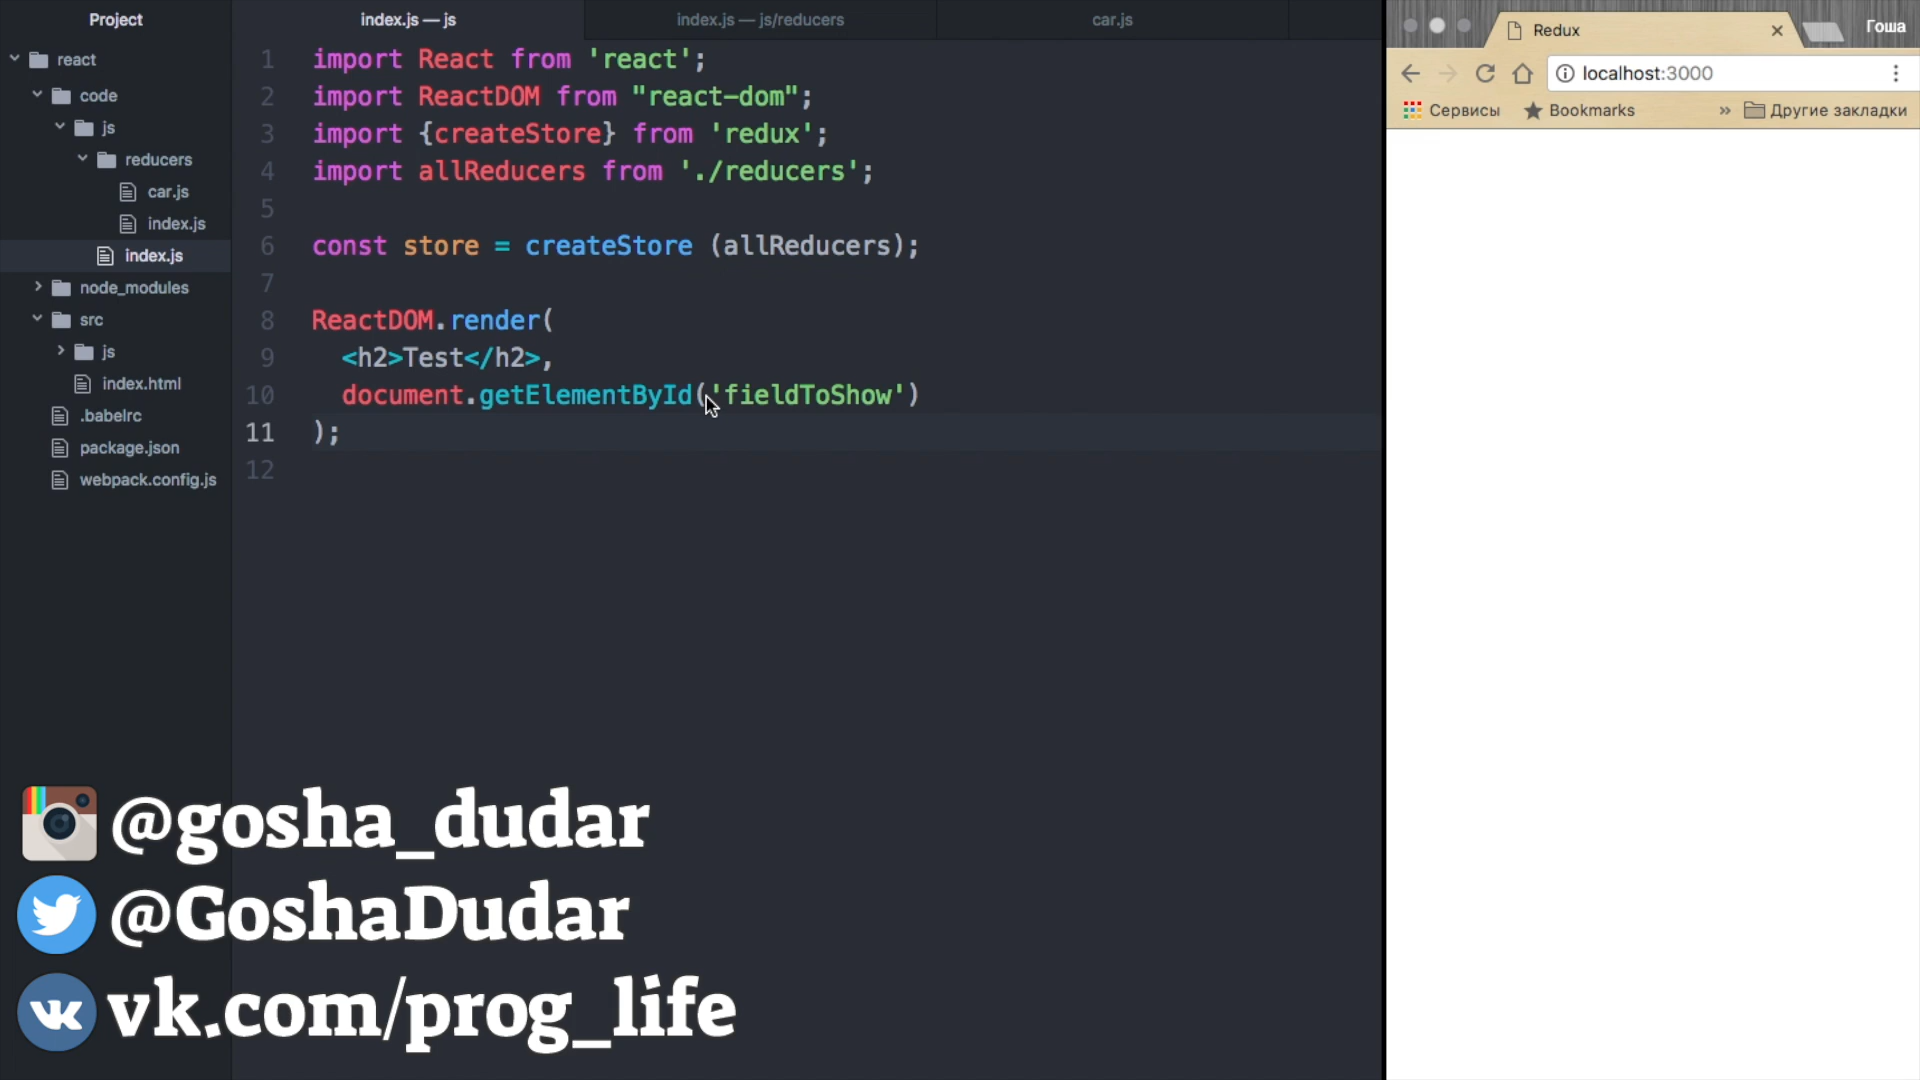 Project
react
code
js
reducers
car.js
index.js
index.js
node_modules
src
js
index.html
.babelrc
package.json
webpack.config.js
index.js — js
index.js — js/reducers
car.js
1 import React from 'react';
2 import ReactDOM from "react-dom";
3 import {createStore} from 'redux';
4 import allReducers from './reducers';
5
6 const store = createStore (allReducers);
7
8 ReactDOM.render(
9 <h2>Test</h2>,
10 document.getElementById('fieldToShow')
11 );
12
Redux
Гоша
localhost:3000
Сервисы
Bookmarks
»
Другие закладки
@gosha_dudar
@GoshaDudar
vk.com/prog_life